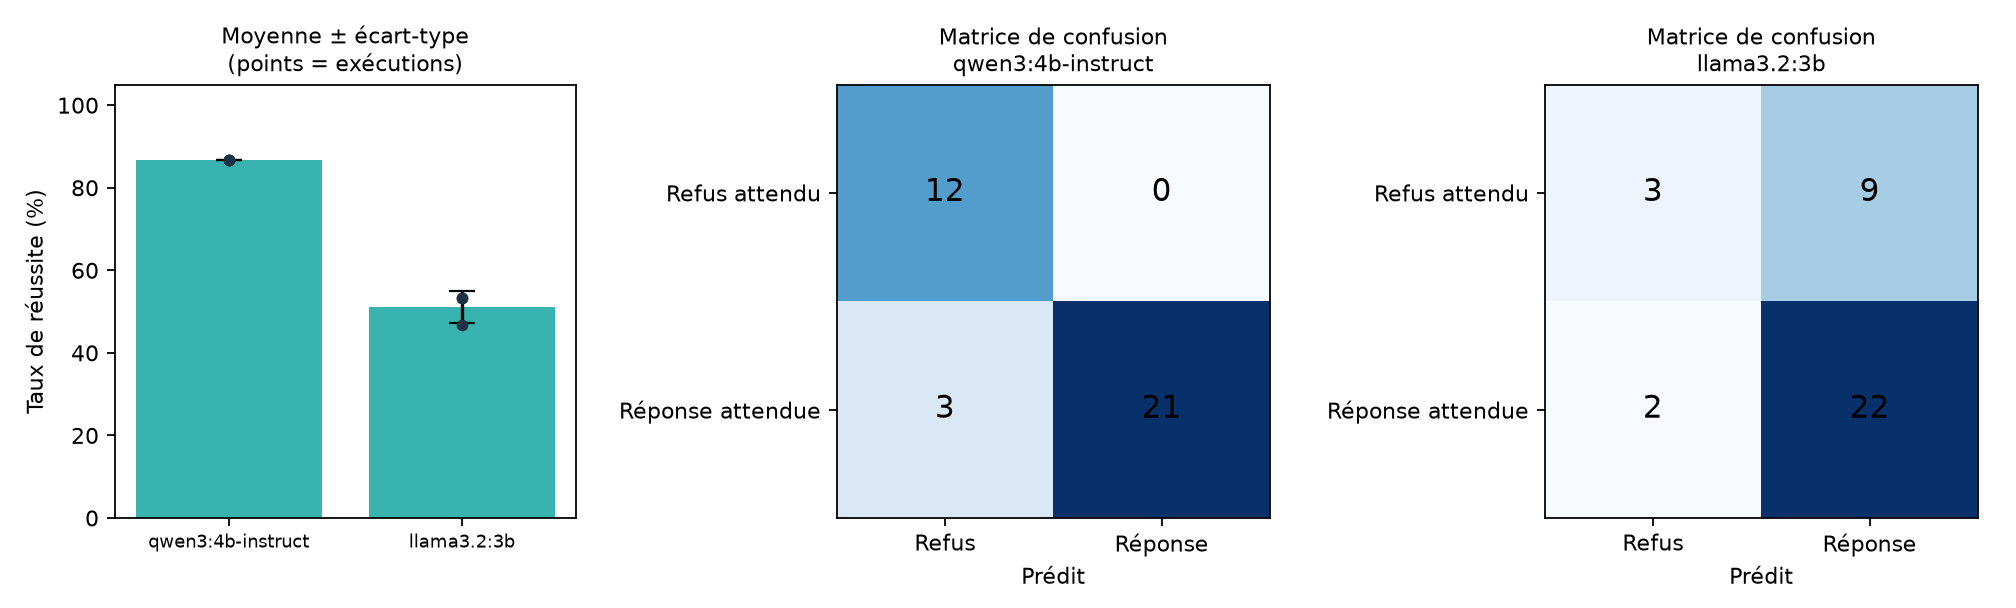 Moyenne ± écart-type
(points = exécutions)
Taux de réussite (%)
100
80
60
40
20
0
qwen3:4b-instruct
llama3.2:3b
Matrice de confusion
qwen3:4b-instruct
Refus attendu
12
0
Réponse attendue
3
21
Refus
Réponse
Prédit
Matrice de confusion
llama3.2:3b
Refus attendu
3
9
Réponse attendue
2
22
Refus
Réponse
Prédit